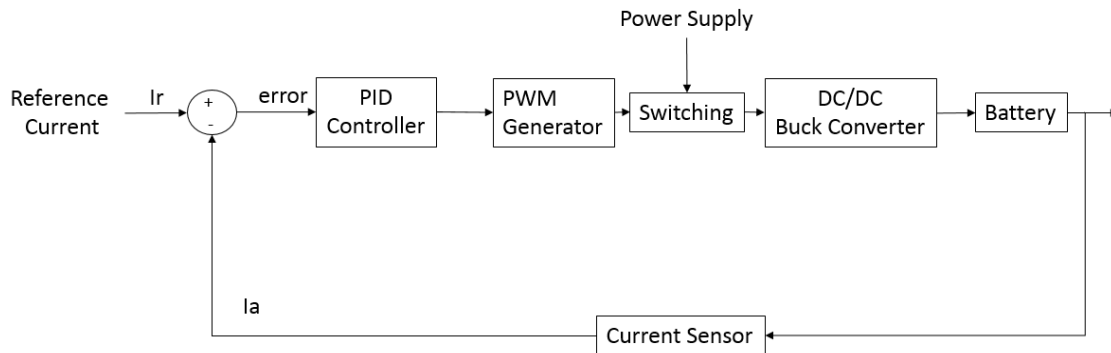 Power Supply
Reference
Current
Ir
+
-
error
PID
Controller
PWM
Generator
Switching
DC/DC
Buck Converter
Battery
Ia
Current Sensor